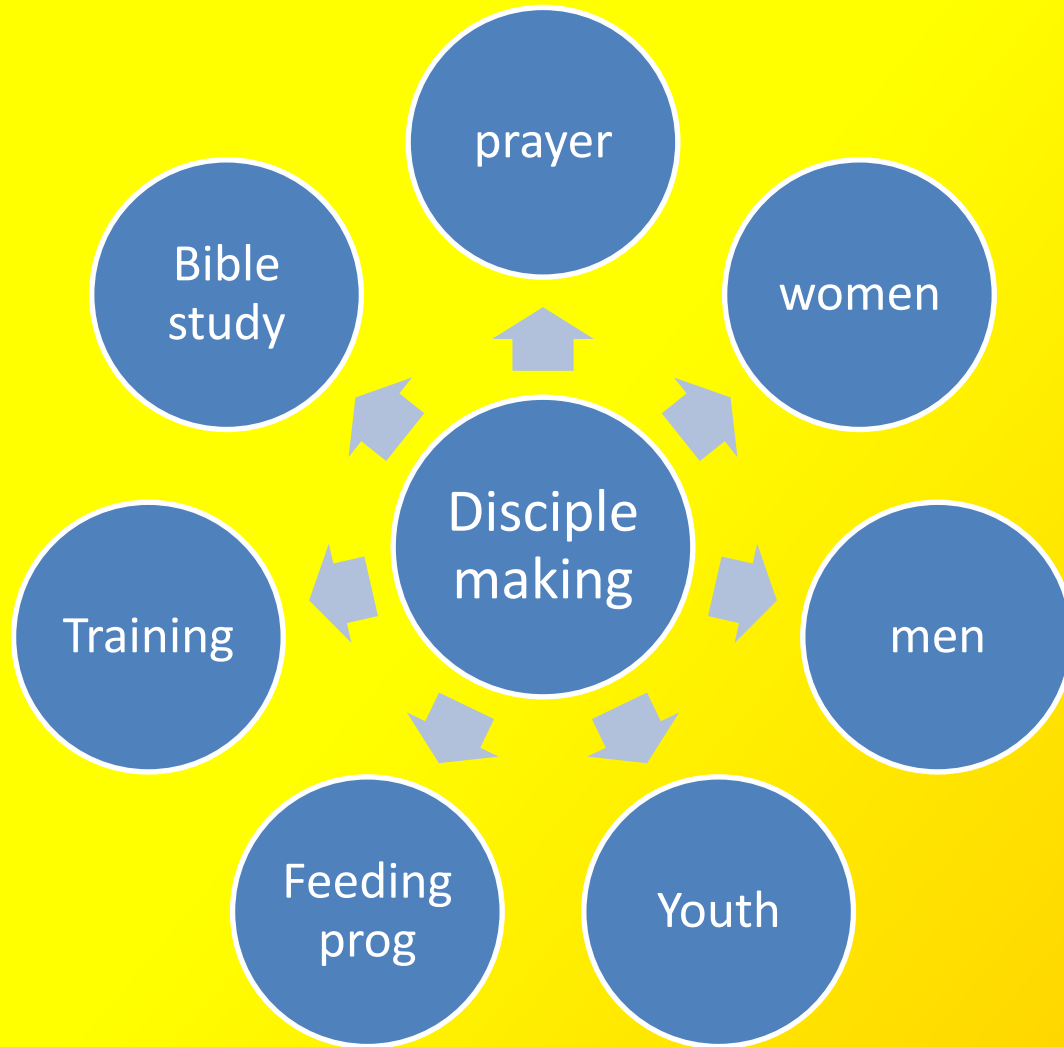 prayer
Bible
study
women
Disciple
making
Training
men
Feeding
prog
Youth